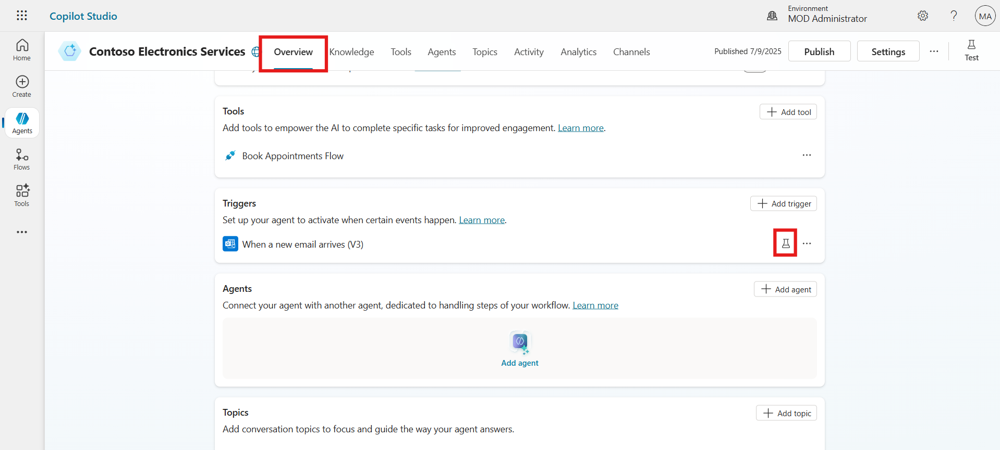 Copilot Studio
Environment
MOD Administrator
MA
Contoso Electronics Services
Overview
Knowledge
Tools
Agents
Topics
Activity
Analytics
Channels
Published 7/9/2025
Publish
Settings
Test
Home
Create
Agents
Flows
Tools
Tools
Add tool
Add tools to empower the AI to complete specific tasks for improved engagement. Learn more.
Book Appointments Flow
Triggers
Add trigger
Set up your agent to activate when certain events happen. Learn more.
When a new email arrives (V3)
Agents
Add agent
Connect your agent with another agent, dedicated to handling steps of your workflow. Learn more
Add agent
Topics
Add topic
Add conversation topics to focus and guide the way your agent answers.